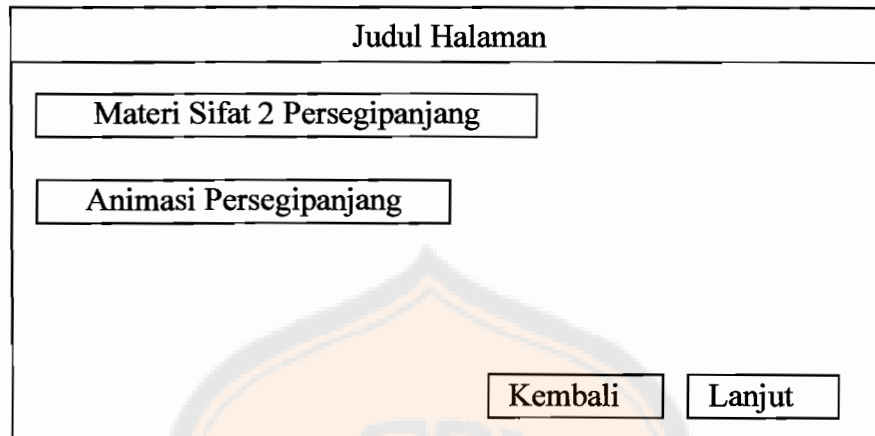 Judul Halaman
Materi Sifat 2 Persegipanjang
Animasi Persegipanjang
Kembali Lanjut